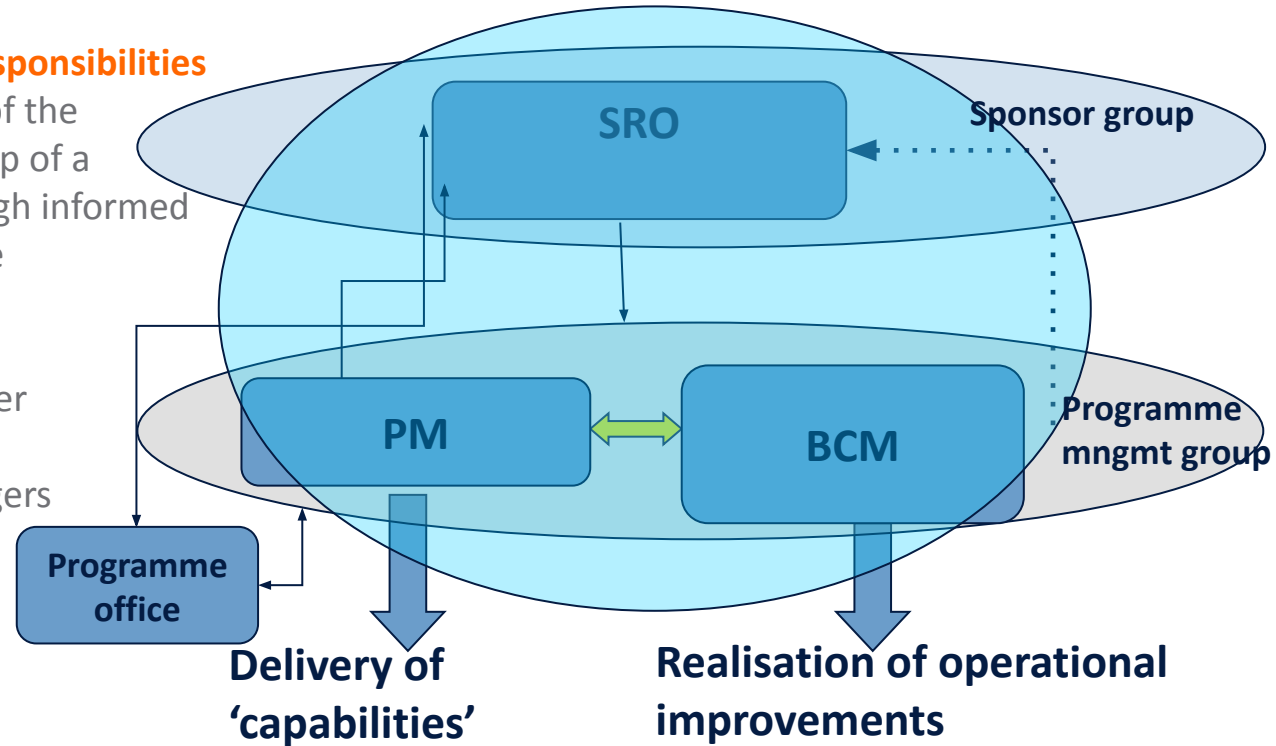 sponsibilities
of the
p of a
gh informed
e
er
gers
SRO
Sponsor group
PM
BCM
Programme
mngmt group
Programme
office
Delivery of
‘capabilities’
Realisation of operational
improvements